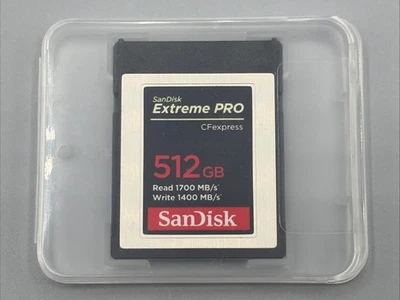 SanDisk
Extreme PRO
CFexpress
512GB
Read 1700 MB/s*
Write 1400 MB/s*
SanDisk